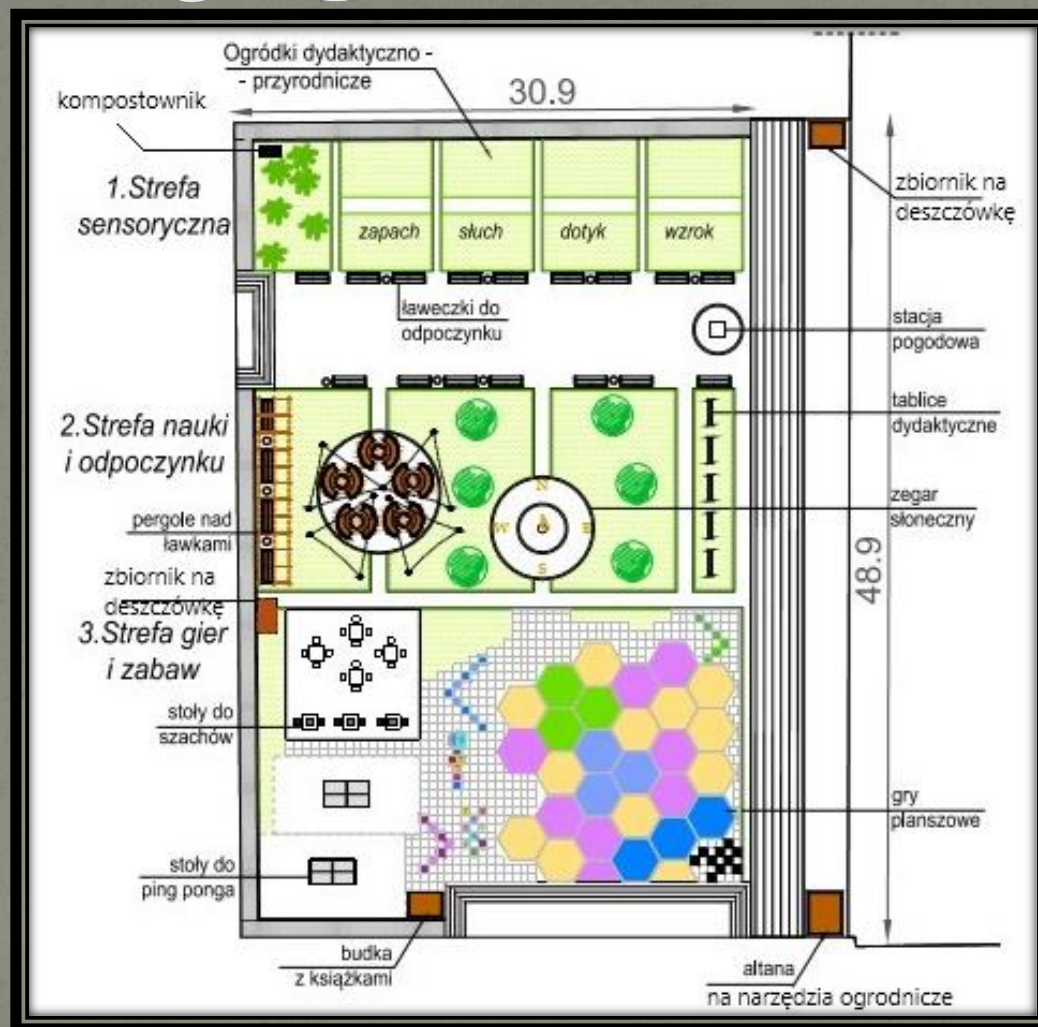 Ogródki dydaktyczno -
- przyrodnicze
30.9
kompostownik
1.Strefa
sensoryczna
zbiornik na
deszczówkę
zapach
słuch
dotyk
wzrok
ławeczki do
odpoczynku
stacja
pogodowa
2.Strefa nauki
i odpoczynku
tablice
dydaktyczne
N
W
E
S
zegar
słoneczny
pergole nad
ławkami
48.9
zbiornik na
deszczówkę
3.Strefa gier
i zabaw
stoły do
szachów
gry
planszowe
stoły do
ping ponga
budka
z książkami
altana
na narzędzia ogrodnicze